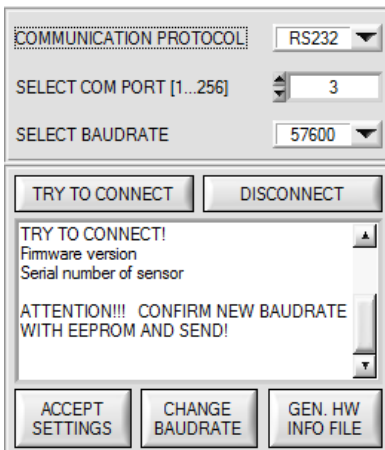 COMMUNICATION PROTOCOL RS232
SELECT COM PORT [1...256] 3
SELECT BAUDRATE 57600
TRY TO CONNECT DISCONNECT
TRY TO CONNECT!
Firmware version
Serial number of sensor
ATTENTION!!! CONFIRM NEW BAUDRATE
WITH EEPROM AND SEND!
ACCEPT CHANGE GEN. HW
SETTINGS BAUDRATE INFO FILE